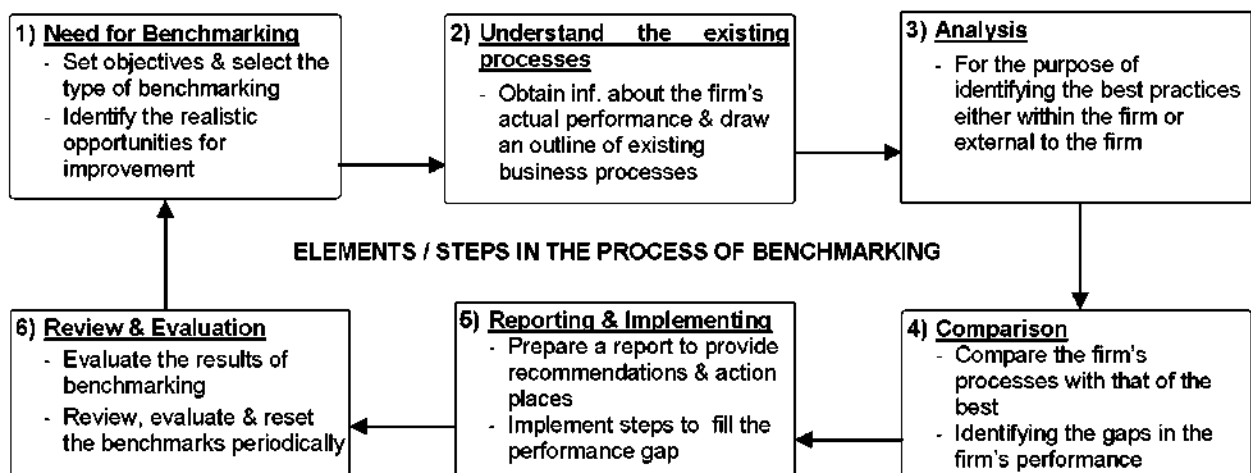 1) Need for Benchmarking
- Set objectives & select the
type of benchmarking
- Identify the realistic
opportunities for
improvement
2) Understand the existing
processes
- Obtain inf. about the firm's
actual performance & draw
an outline of existing
business processes
3) Analysis
- For the purpose of
identifying the best practices
either within the firm or
external to the firm
ELEMENTS / STEPS IN THE PROCESS OF BENCHMARKING
4) Comparison
- Compare the firm's
processes with that of the
best
- Identifying the gaps in the
firm's performance
5) Reporting & Implementing
- Prepare a report to provide
recommendations & action
places
- Implement steps to fill the
performance gap
6) Review & Evaluation
- Evaluate the results of
benchmarking
- Review, evaluate & reset
the benchmarks periodically